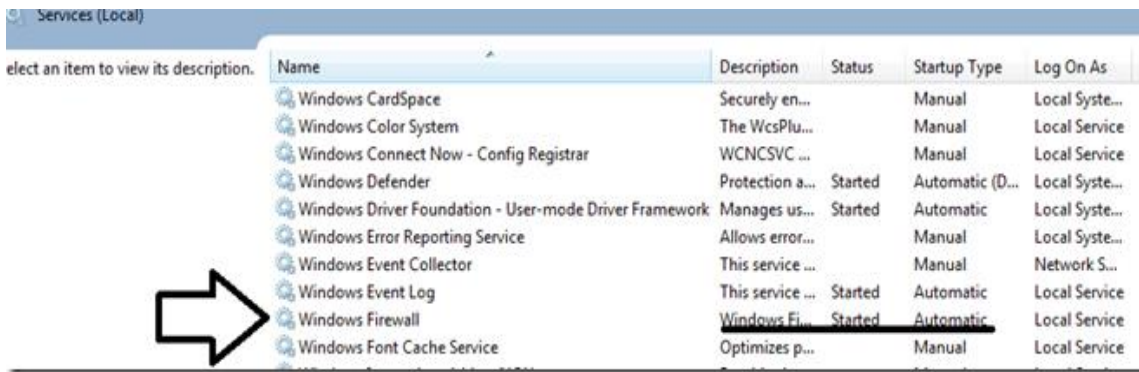 Services (Local)
elect an item to view its description.
Name Description Status Startup Type Log On As
Windows CardSpace Securely en... Manual Local Syste...
Windows Color System The WcsPlu... Manual Local Service
Windows Connect Now - Config Registrar WCNCSVC ... Manual Local Service
Windows Defender Protection a... Started Automatic (D... Local Syste...
Windows Driver Foundation - User-mode Driver Framework Manages us... Started Automatic Local Syste...
Windows Error Reporting Service Allows error... Manual Local Syste...
Windows Event Collector This service ... Manual Network S...
Windows Event Log This service ... Started Automatic Local Service
Windows Firewall Windows Fi... Started Automatic Local Service
Windows Font Cache Service Optimizes p... Manual Local Service